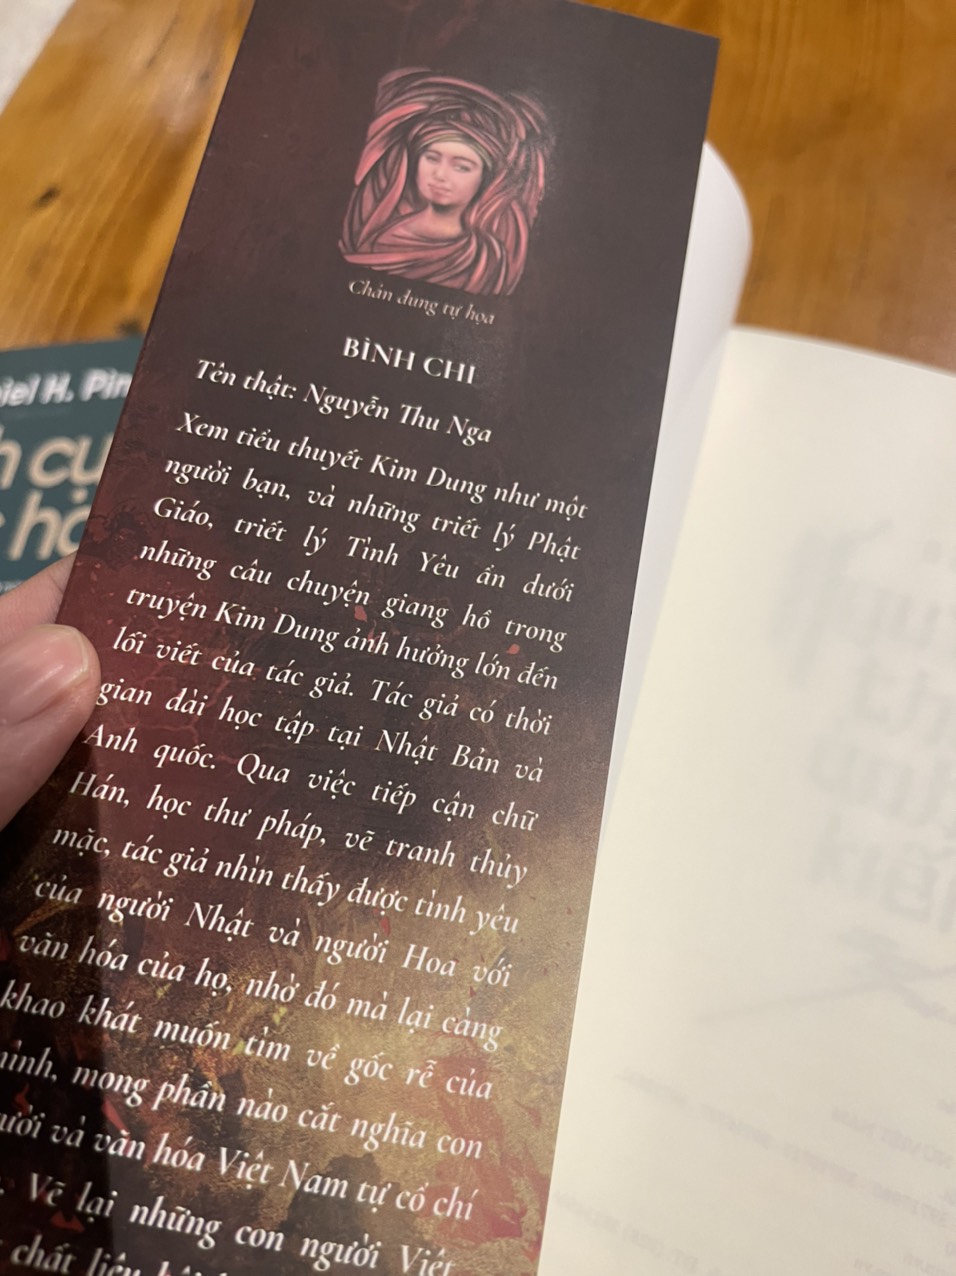 Chân dung tự họa
BÌNH CHI
Tên thật: Nguyễn Thu Nga
Xem tiểu thuyết Kim Dung như một
người bạn, và những triết lý Phật
Giáo, triết lý Tình Yêu ẩn dưới
những câu chuyện giang hồ trong
truyện Kim Dung ảnh hưởng lớn đến
lối viết của tác giả. Tác giả có thời
gian dài học tập tại Nhật Bản và
Anh quốc. Qua việc tiếp cận chữ
Hán, học thư pháp, vẽ tranh thủy
mặc, tác giả nhìn thấy được tình yêu
của người Nhật và người Hoa với
văn hóa của họ, nhờ đó mà lại càng
khao khát muốn tìm về gốc rễ của
mình, mong phần nào cắt nghĩa con
người và văn hóa Việt Nam tự cổ chí
Vẽ lại những con người Việt
chất liệu
iel H. Pin